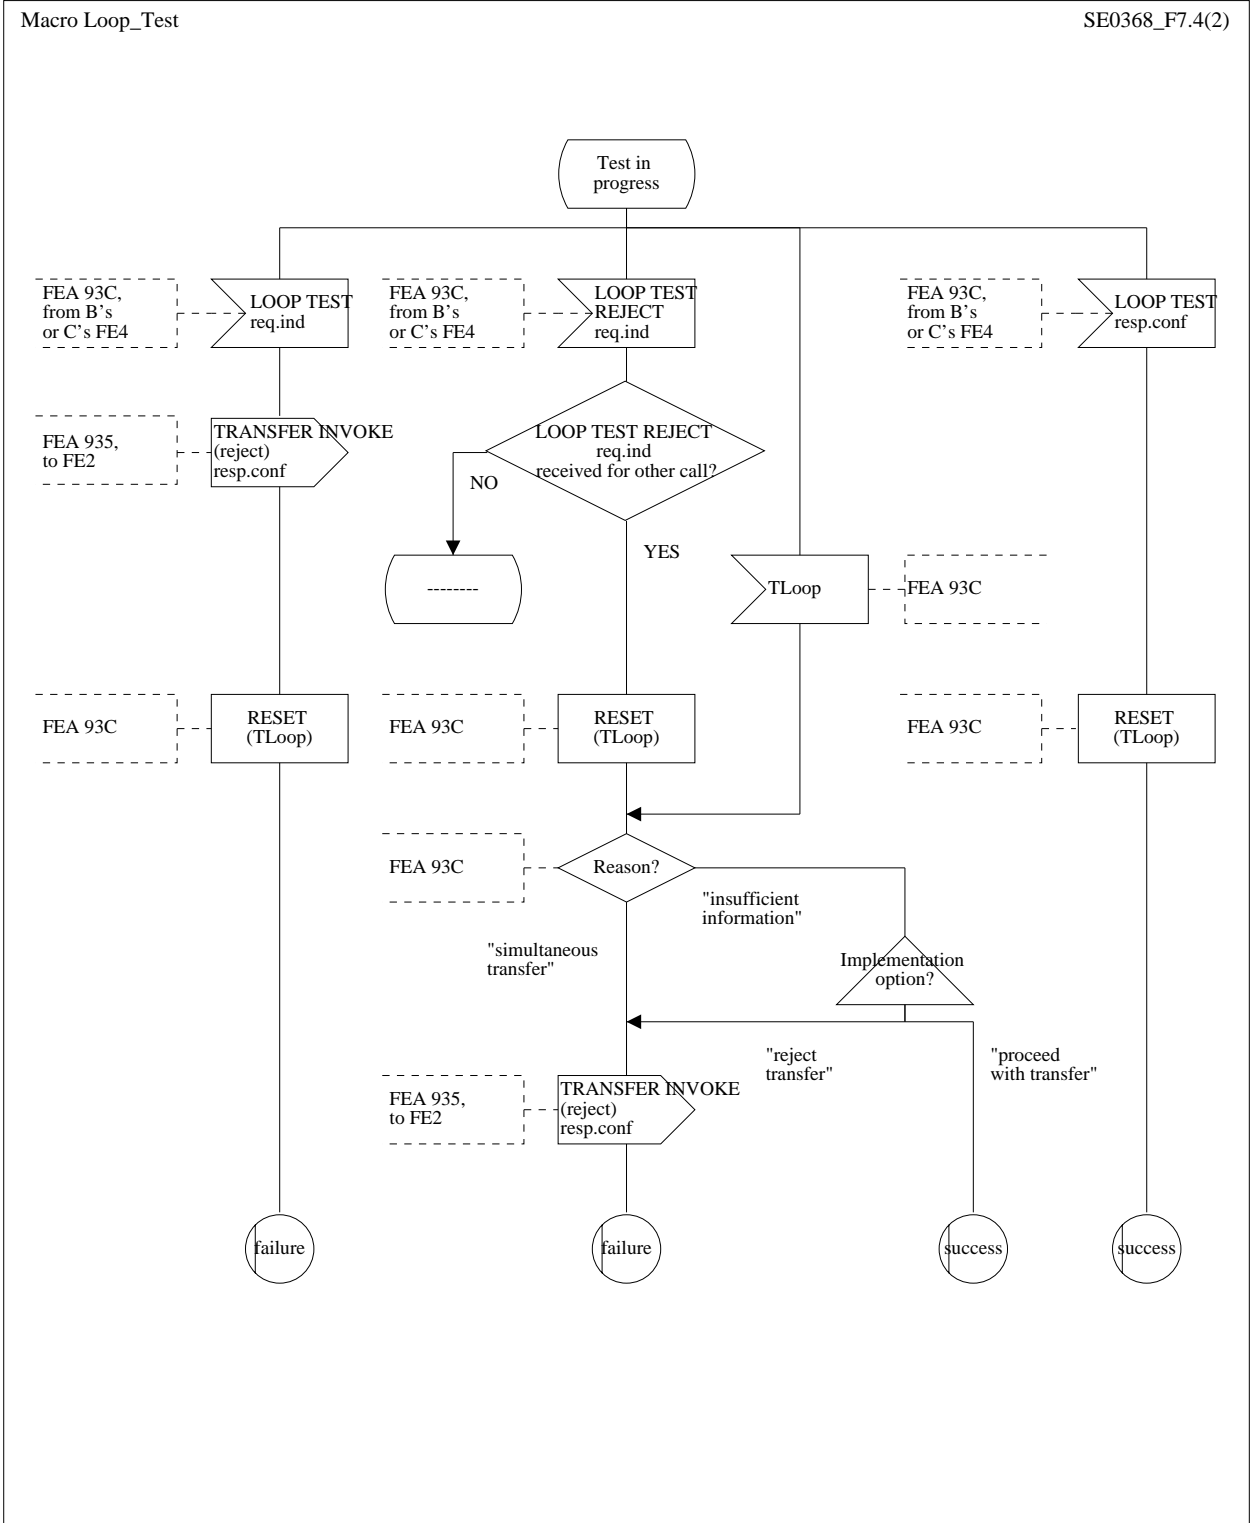 Macro Loop_Test
SE0368_F7.4(2)
Test in
progress
FEA 93C,
from B's
or C's FE4
LOOP TEST
req.ind
FEA 93C,
from B's
or C's FE4
LOOP TEST
REJECT
req.ind
FEA 93C,
from B's
or C's FE4
LOOP TEST
resp.conf
FEA 935,
to FE2
TRANSFER INVOKE
(reject)
resp.conf
LOOP TEST REJECT
req.ind
received for other call?
NO
YES
--------
TLoop
FEA 93C
FEA 93C
RESET
(TLoop)
FEA 93C
RESET
(TLoop)
FEA 93C
RESET
(TLoop)
FEA 93C
Reason?
"insufficient
information"
"simultaneous
transfer"
Implementation
option?
"reject
transfer"
"proceed
with transfer"
FEA 935,
to FE2
TRANSFER INVOKE
(reject)
resp.conf
failure
failure
success
success